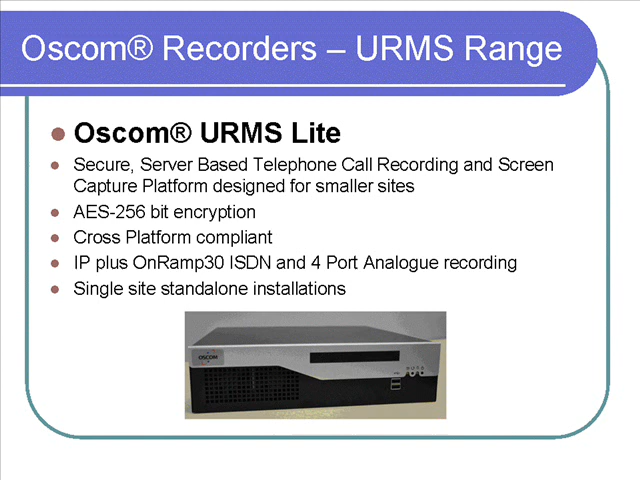 Oscom® Recorders – URMS Range
Oscom® URMS Lite
Secure, Server Based Telephone Call Recording and Screen
Capture Platform designed for smaller sites
AES-256 bit encryption
Cross Platform compliant
IP plus OnRamp30 ISDN and 4 Port Analogue recording
Single site standalone installations
OSCOM